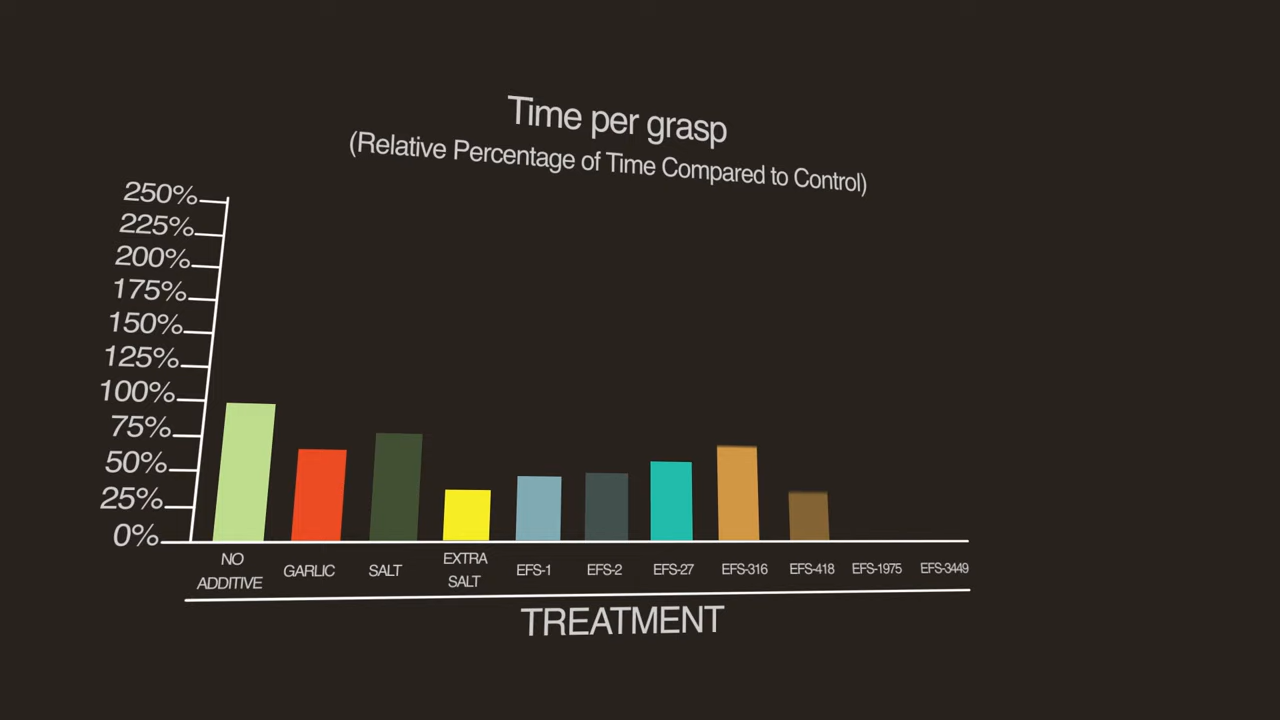 Time per grasp
(Relative Percentage of Time Compared to Control)
250%
225%
200%
175%
150%
125%
100%
75%
50%
25%
0%
NO
ADDITIVE
GARLIC
SALT
EXTRA
SALT
EFS-1
EFS-2
EFS-27
EFS-316
EFS-418
EFS-1975
EFS-3449
TREATMENT